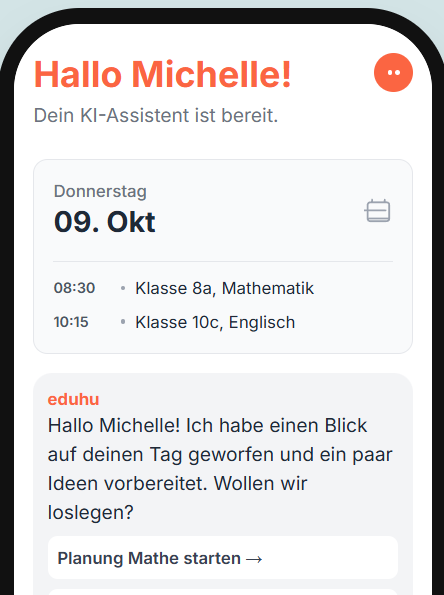 Hallo Michelle!
Dein KI-Assistent ist bereit.
Donnerstag
09. Okt
08:30 • Klasse 8a, Mathematik
10:15 • Klasse 10c, Englisch
eduhu
Hallo Michelle! Ich habe einen Blick
auf deinen Tag geworfen und ein paar
Ideen vorbereitet. Wollen wir
loslegen?
Planung Mathe starten →